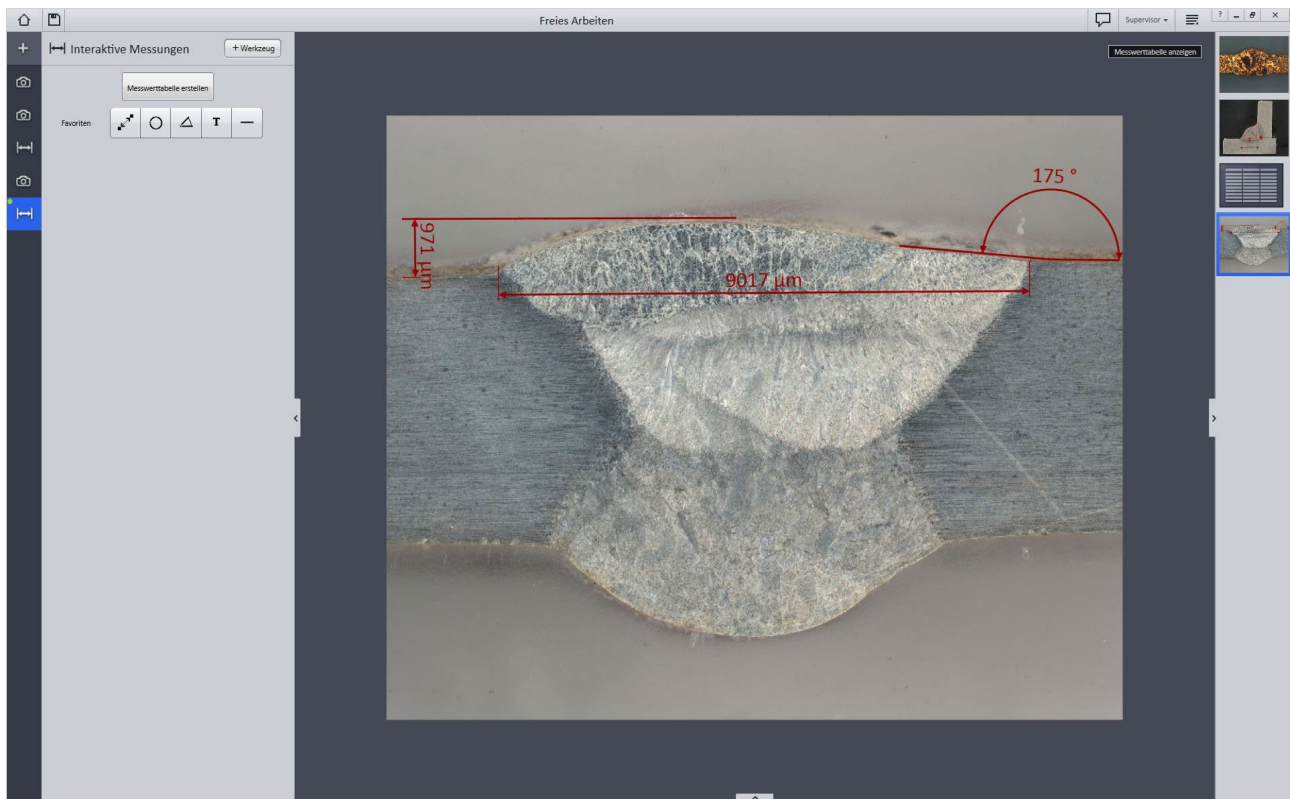 Freies Arbeiten
Supervisor
?
Interaktive Messungen
+ Werkzeug
Messwerttabelle anzeigen
Messwerttabelle erstellen
Favoriten
T
175 °
971 µm
9017 µm